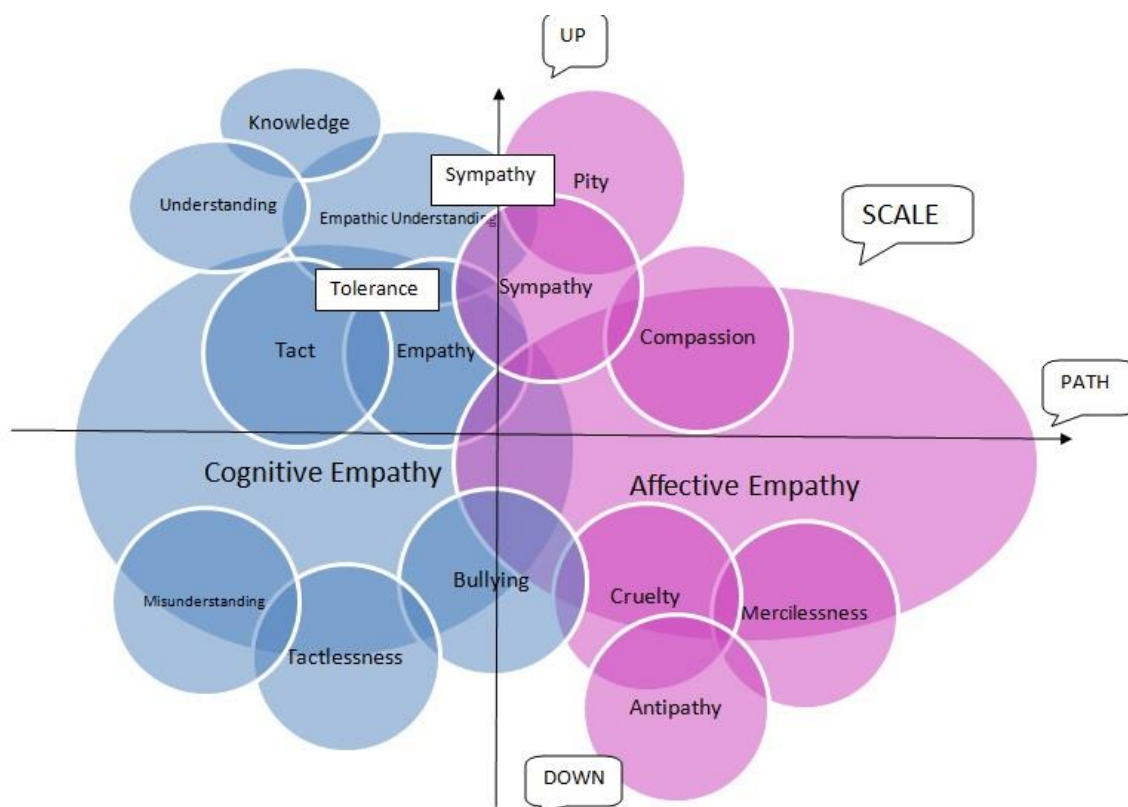 UP
Knowledge
Sympathy
Pity
Understanding
Empathic Understanding
SCALE
Tolerance
Sympathy
Tact
Empathy
Compassion
PATH
Cognitive Empathy
Affective Empathy
Bullying
Misunderstanding
Cruelty
Mercilessness
Tactlessness
Antipathy
DOWN